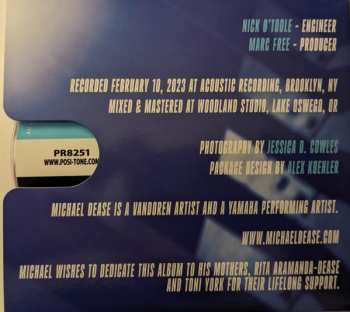 NICK O'TOOLE - ENGINEER
MARC FREE - PRODUCER
RECORDED FEBRUARY 10, 2023 AT ACOUSTIC RECORDING, BROOKLYN, NY
MIXED & MASTERED AT WOODLAND STUDIO, LAKE OSWEGO, OR
PR8251
WWW.POSI-TONE.COM
PHOTOGRAPHY BY JESSICA D. COWLES
PACKAGE DESIGN BY ALEX KOEHLER
MICHAEL DEASE IS A VANDOREN ARTIST AND A YAMAHA PERFORMING ARTIST.
WWW.MICHAELDEASE.COM
MICHAEL WISHES TO DEDICATE THIS ALBUM TO HIS MOTHERS, RITA ARAMANDA-DEASE
AND TONI YORK FOR THEIR LIFELONG SUPPORT.